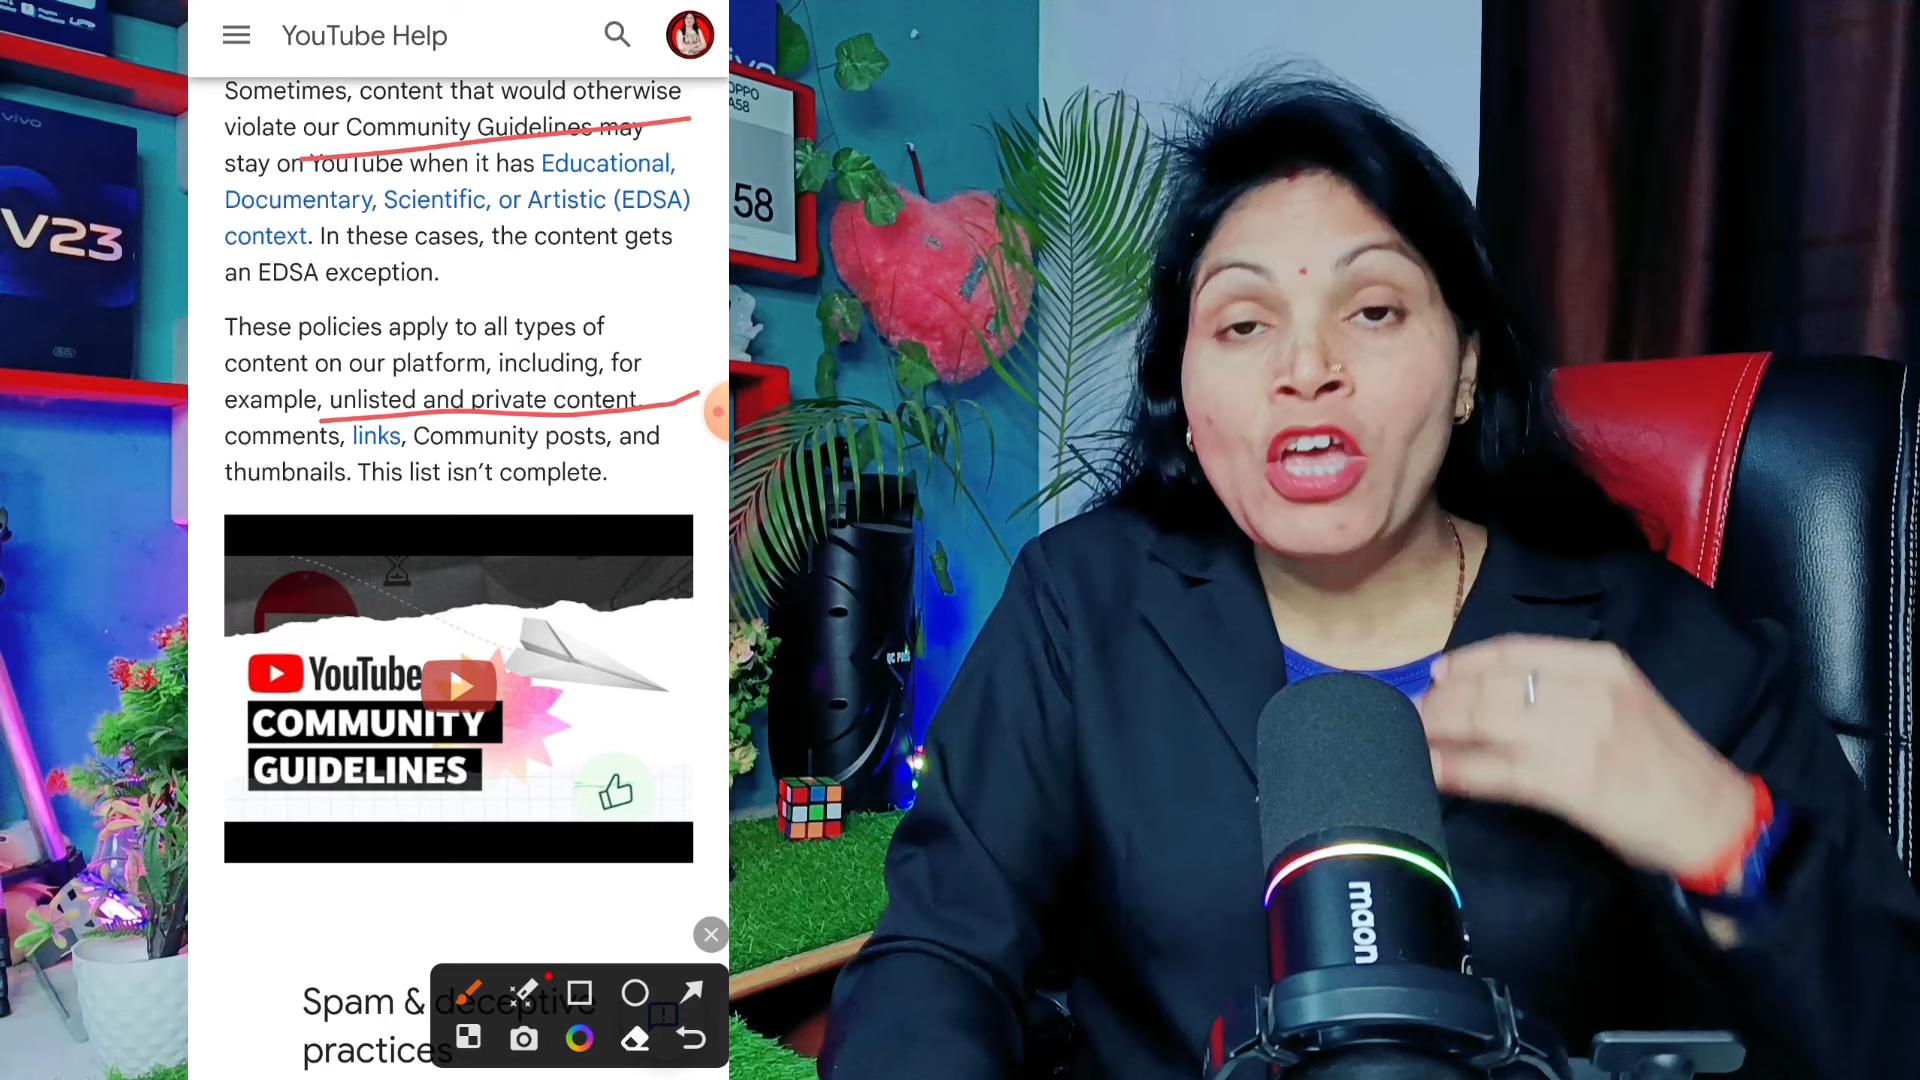 YouTube Help
Sometimes, content that would otherwise
violate our Community Guidelines may
stay on YouTube when it has Educational,
Documentary, Scientific, or Artistic (EDSA)
context. In these cases, the content gets
an EDSA exception.
These policies apply to all types of
content on our platform, including, for
example, unlisted and private content,
comments, links, Community posts, and
thumbnails. This list isn’t complete.
YouTube
COMMUNITY
GUIDELINES
Spam & deceptive
practices
vivo
V23
5G
OPPO
A58
58
maono